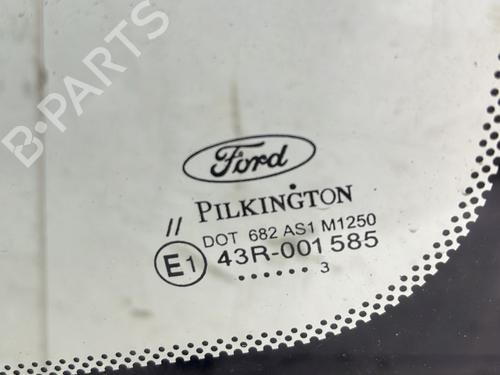 B-PARTS
Ford
PILKINGTON
//
DOT 682 AS1 M1250
E1 43R-001585
...... 3